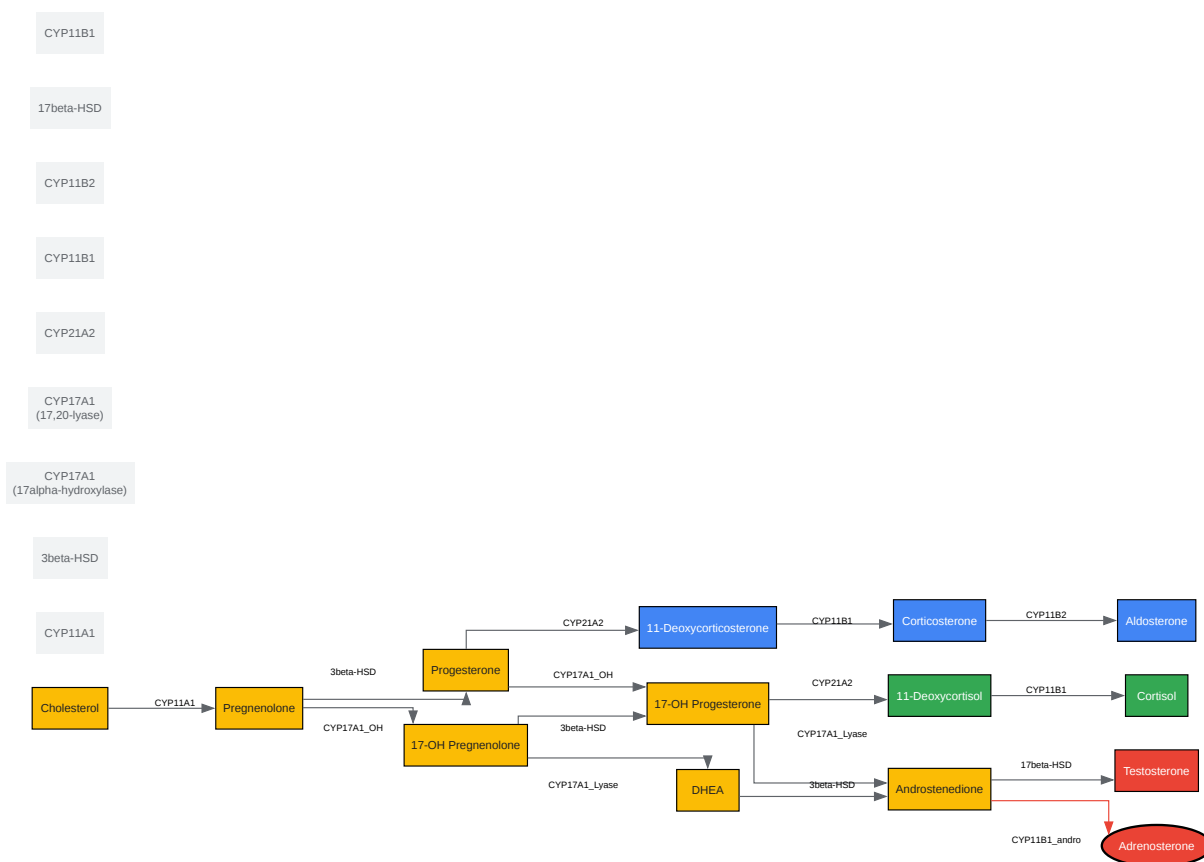 CYP11B1
17beta-HSD
CYP11B2
CYP11B1
CYP21A2
CYP17A1
(17,20-lyase)
CYP17A1
(17alpha-hydroxylase)
3beta-HSD
CYP11A1
CYP21A2
11-Deoxycorticosterone
CYP11B1
Corticosterone
CYP11B2
Aldosterone
Progesterone
3beta-HSD
CYP17A1_OH
Cholesterol
CYP11A1
Pregnenolone
17-OH Progesterone
CYP21A2
11-Deoxycortisol
CYP11B1
Cortisol
CYP17A1_OH
17-OH Pregnenolone
3beta-HSD
CYP17A1_Lyase
CYP17A1_Lyase
DHEA
3beta-HSD
Androstenedione
17beta-HSD
Testosterone
CYP11B1_andro
Adrenosterone